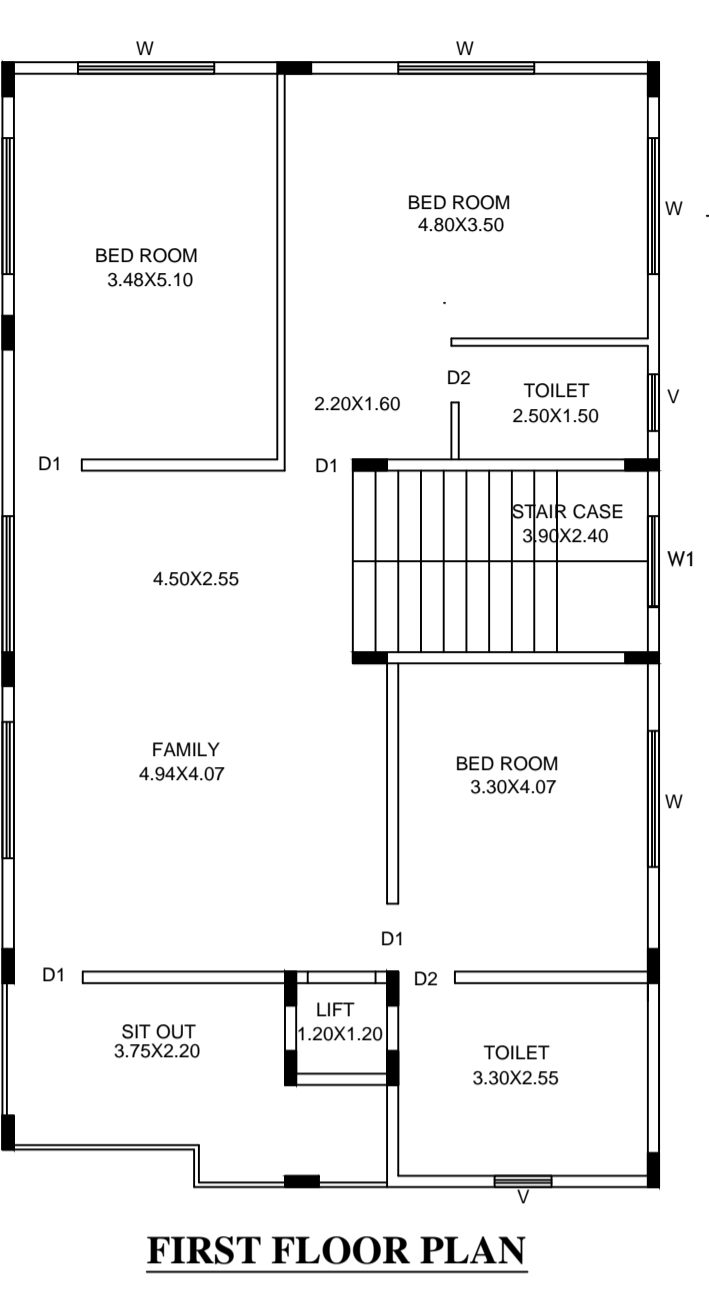 W
W
BED ROOM
4.80X3.50
W
BED ROOM
3.48X5.10
D2
TOILET
2.50X1.50
V
2.20X1.60
D1
D1
STAIR CASE
3.90X2.40
W1
4.50X2.55
FAMILY
4.94X4.07
BED ROOM
3.30X4.07
W
D1
D1
D2
LIFT
1.20X1.20
SIT OUT
3.75X2.20
TOILET
3.30X2.55
V
FIRST FLOOR PLAN